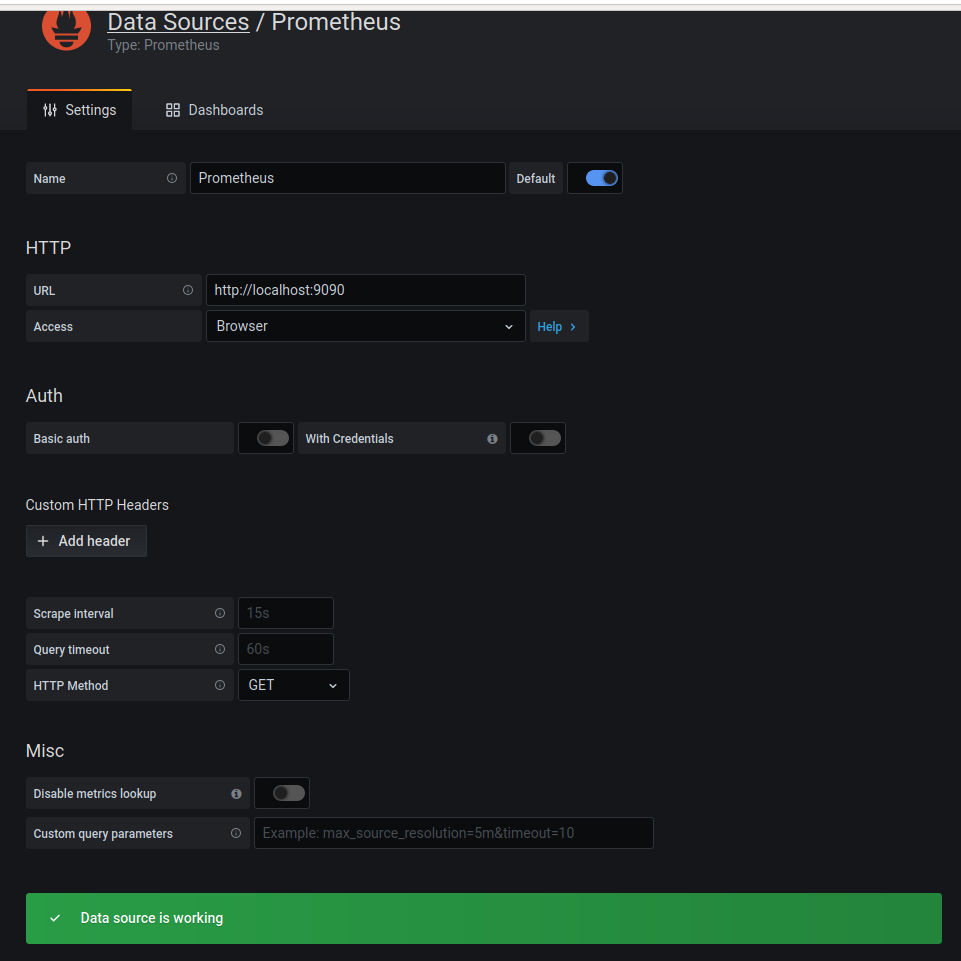 Data Sources / Prometheus
Type: Prometheus
Settings Dashboards
Name Prometheus Default
HTTP
URL http://localhost:9090
Access Browser Help
Auth
Basic auth With Credentials
Custom HTTP Headers
+ Add header
Scrape interval 15s
Query timeout 60s
HTTP Method GET
Misc
Disable metrics lookup
Custom query parameters Example: max_source_resolution=5m&timeout=10
Data source is working